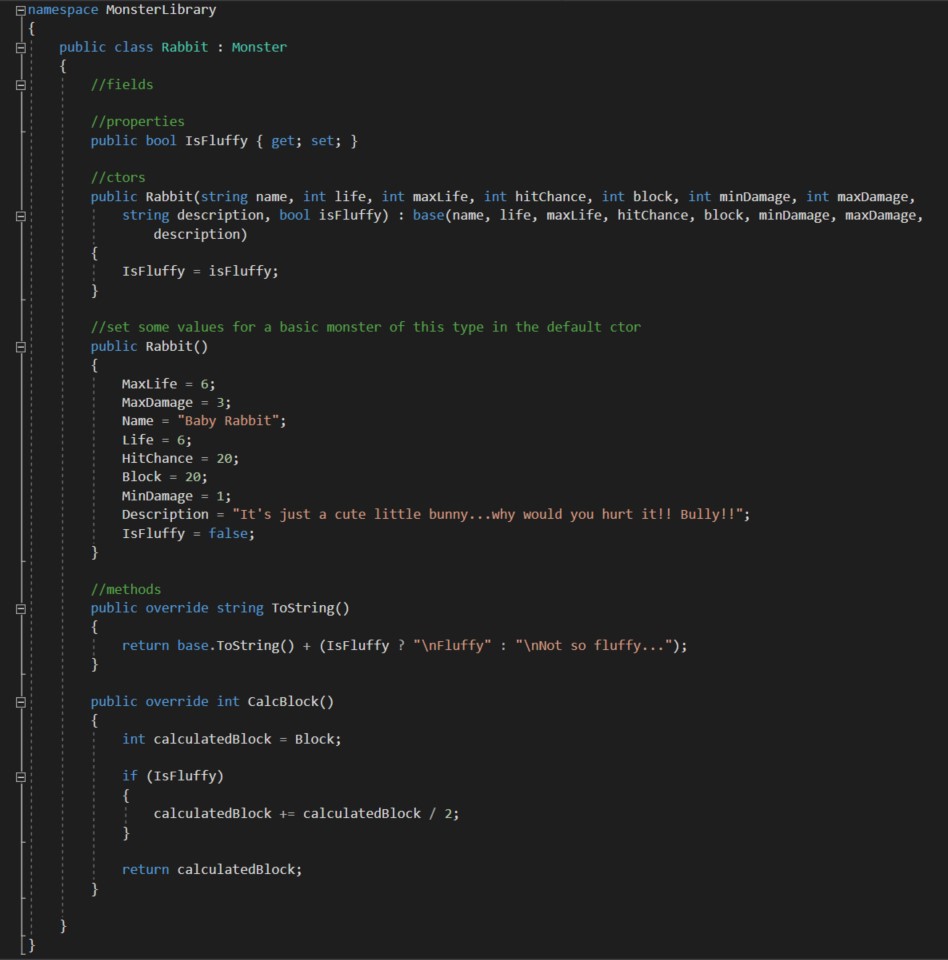 namespace MonsterLibrary
{
    public class Rabbit : Monster
    {
        //fields

        //properties
        public bool IsFluffy { get; set; }

        //ctors
        public Rabbit(string name, int life, int maxLife, int hitChance, int block, int minDamage, int maxDamage,
            string description, bool isFluffy) : base(name, life, maxLife, hitChance, block, minDamage, maxDamage,
                description)
        {
            IsFluffy = isFluffy;
        }

        //set some values for a basic monster of this type in the default ctor
        public Rabbit()
        {
            MaxLife = 6;
            MaxDamage = 3;
            Name = "Baby Rabbit";
            Life = 6;
            HitChance = 20;
            Block = 20;
            MinDamage = 1;
            Description = "It's just a cute little bunny...why would you hurt it!! Bully!!";
            IsFluffy = false;
        }

        //methods
        public override string ToString()
        {
            return base.ToString() + (IsFluffy ? "\nFluffy" : "\nNot so fluffy...");
        }

        public override int CalcBlock()
        {
            int calculatedBlock = Block;

            if (IsFluffy)
            {
                calculatedBlock += calculatedBlock / 2;
            }

            return calculatedBlock;
        }

    }
}